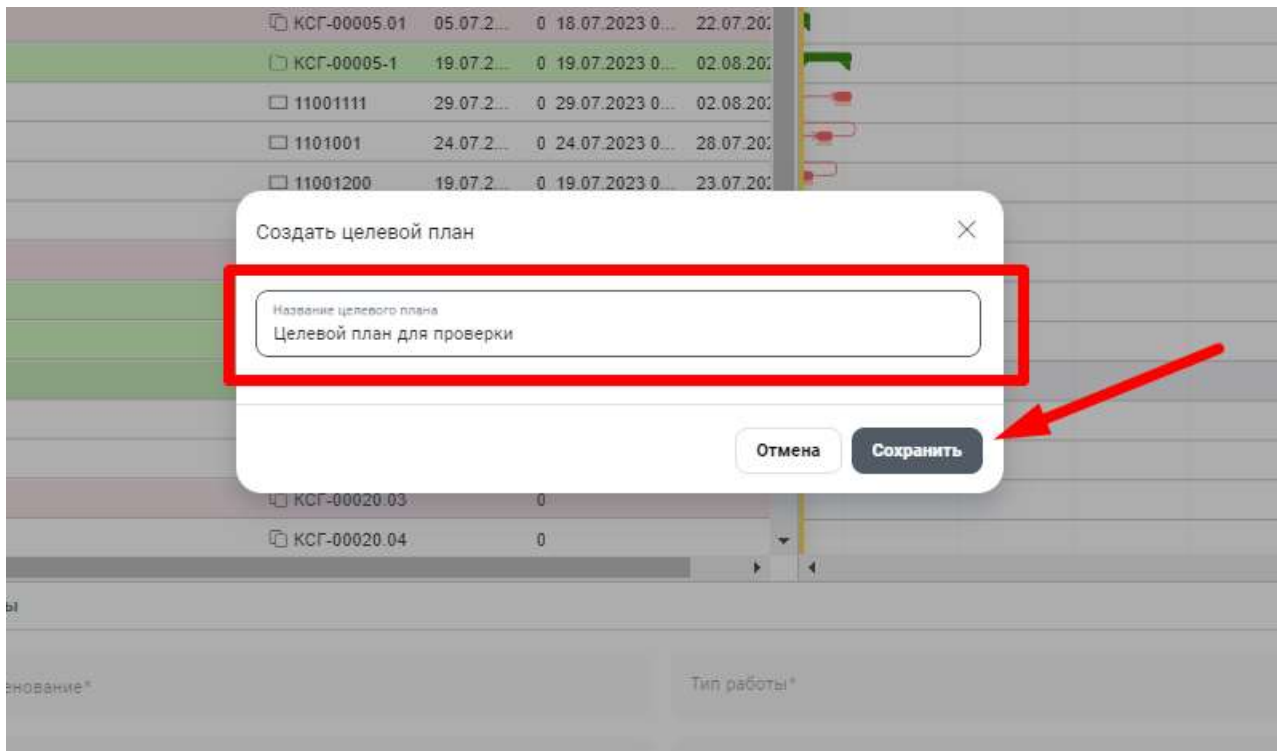 КСГ-00005.01 05.07.2... 0 18.07.2023 0... 22.07.202
КСГ-00005-1 19.07.2... 0 19.07.2023 0... 02.08.202
11001111 29.07.2... 0 29.07.2023 0... 02.08.202
1101001 24.07.2... 0 24.07.2023 0... 28.07.202
11001200 19.07.2... 0 19.07.2023 0... 23.07.202
Создать целевой план
Название целевого плана
Целевой план для проверки
Отмена Сохранить
КСГ-00020.03 0
КСГ-00020.04 0
ы
енование* Тип работы*